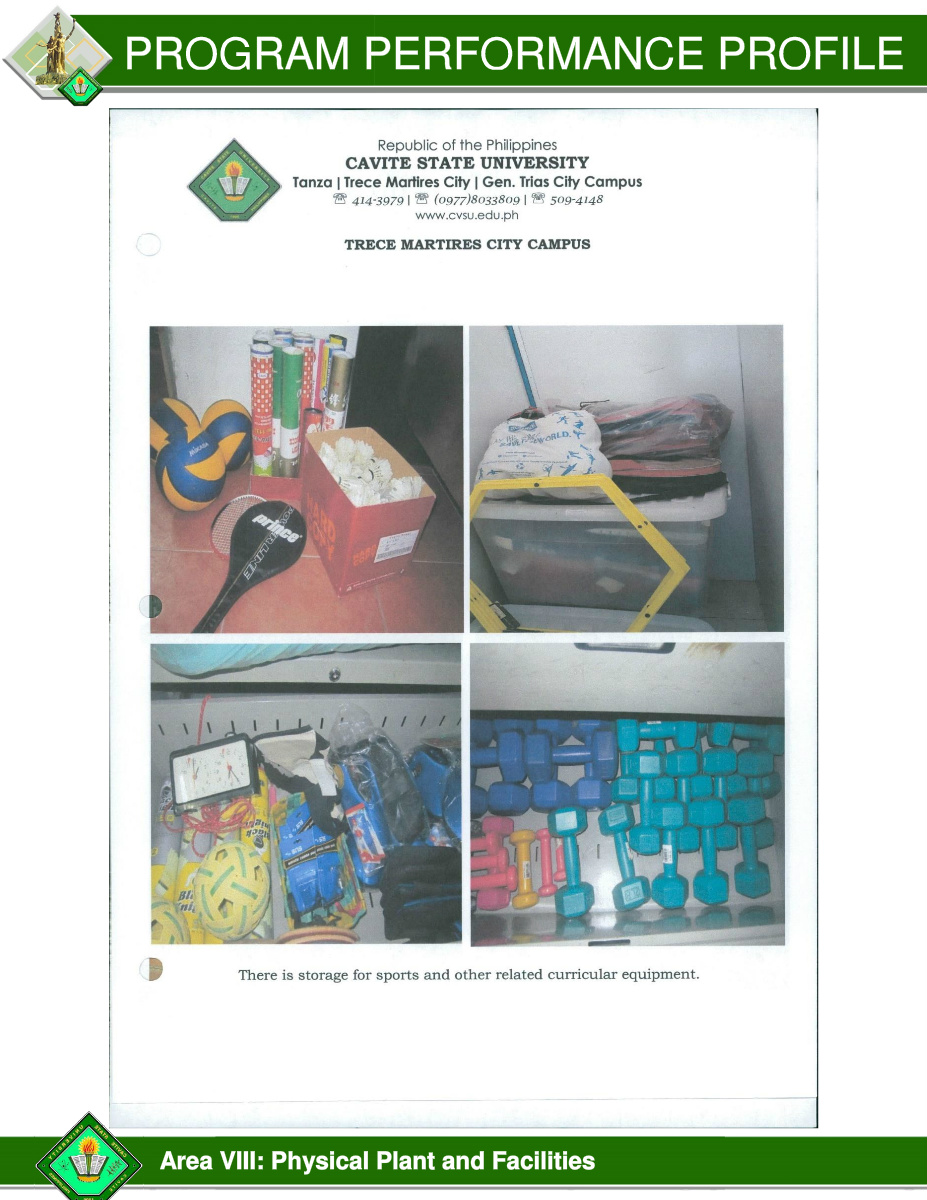 PROGRAM PERFORMANCE PROFILE
Republic of the Philippines
CAVITE STATE UNIVERSITY
Tanza | Trece Martires City | Gen. Trias City Campus
☏ 414-3979 | ☏ (0977)8033809 | ☏ 509-4148
www.cvsu.edu.ph
TRECE MARTIRES CITY CAMPUS
MIKASA
prince
WORLD.
There is storage for sports and other related curricular equipment.
Area VIII: Physical Plant and Facilities